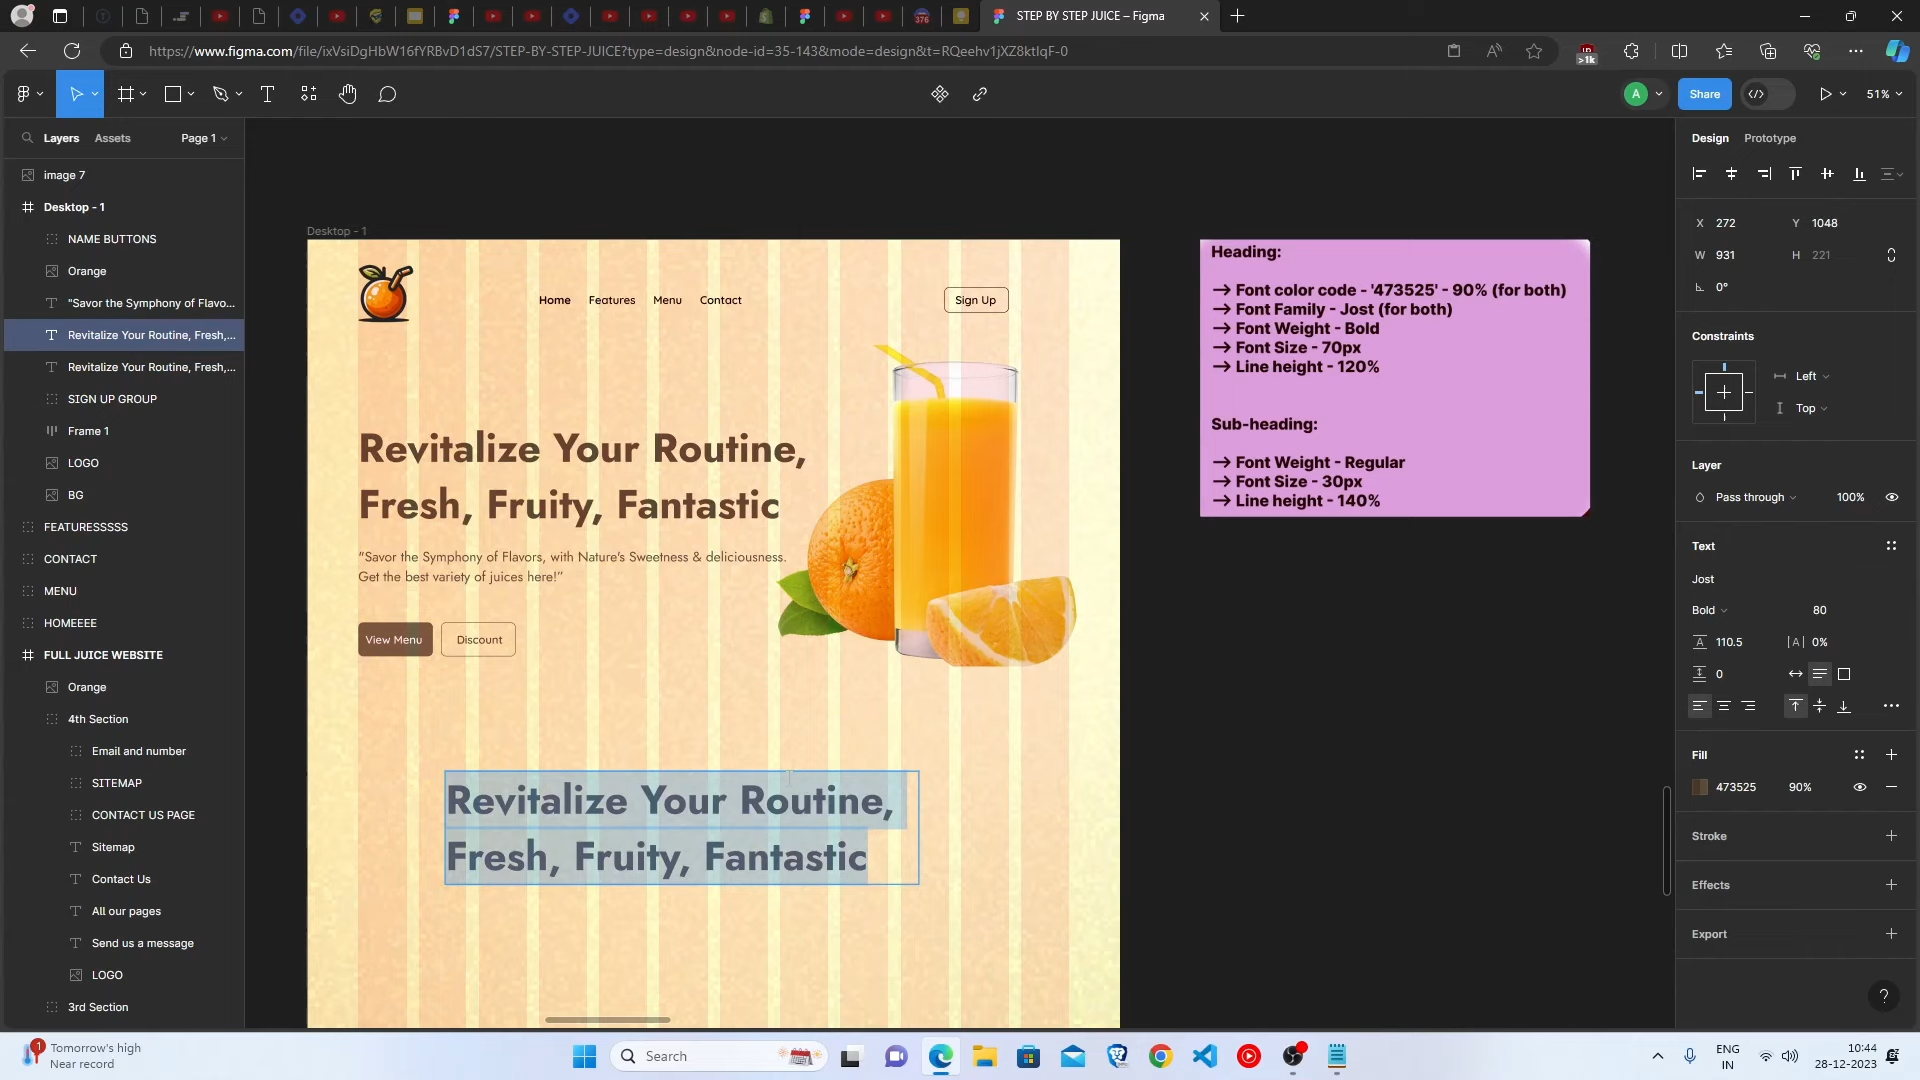 STEP BY STEP JUICE – Figma
https://www.figma.com/file/ixVsiDgHbW16fYRBvD1dS7/STEP-BY-STEP-JUICE?type=design&node-id=35-143&mode=design&t=RQeehv1jXZ8ktlqF-0
>1k
376
A
Share
51%
Layers
Assets
Page 1
image 7
Desktop - 1
NAME BUTTONS
Orange
"Savor the Symphony of Flavo...
Revitalize Your Routine, Fresh,...
Revitalize Your Routine, Fresh,...
SIGN UP GROUP
Frame 1
LOGO
BG
FEATURESSSSS
CONTACT
MENU
HOMEEEE
FULL JUICE WEBSITE
Orange
4th Section
Email and number
SITEMAP
CONTACT US PAGE
Sitemap
Contact Us
All our pages
Send us a message
LOGO
3rd Section
Desktop - 1
Home
Features
Menu
Contact
Sign Up
Revitalize Your Routine,
Fresh, Fruity, Fantastic
"Savor the Symphony of Flavors, with Nature's Sweetness & deliciousness.
Get the best variety of juices here!"
View Menu
Discount
Revitalize Your Routine,
Fresh, Fruity, Fantastic
Heading:
→ Font color code - '473525' - 90% (for both)
→ Font Family - Jost (for both)
→ Font Weight - Bold
→ Font Size - 70px
→ Line height - 120%
Sub-heading:
→ Font Weight - Regular
→ Font Size - 30px
→ Line height - 140%
Design
Prototype
X 272
Y 1048
W 931
H 221
0°
Constraints
Left
Top
Layer
Pass through
100%
Text
Jost
Bold
80
110.5
0%
0
Fill
473525
90%
Stroke
Effects
Export
?
1
Tomorrow's high
Near record
Search
ENG
IN
10:44
28-12-2023